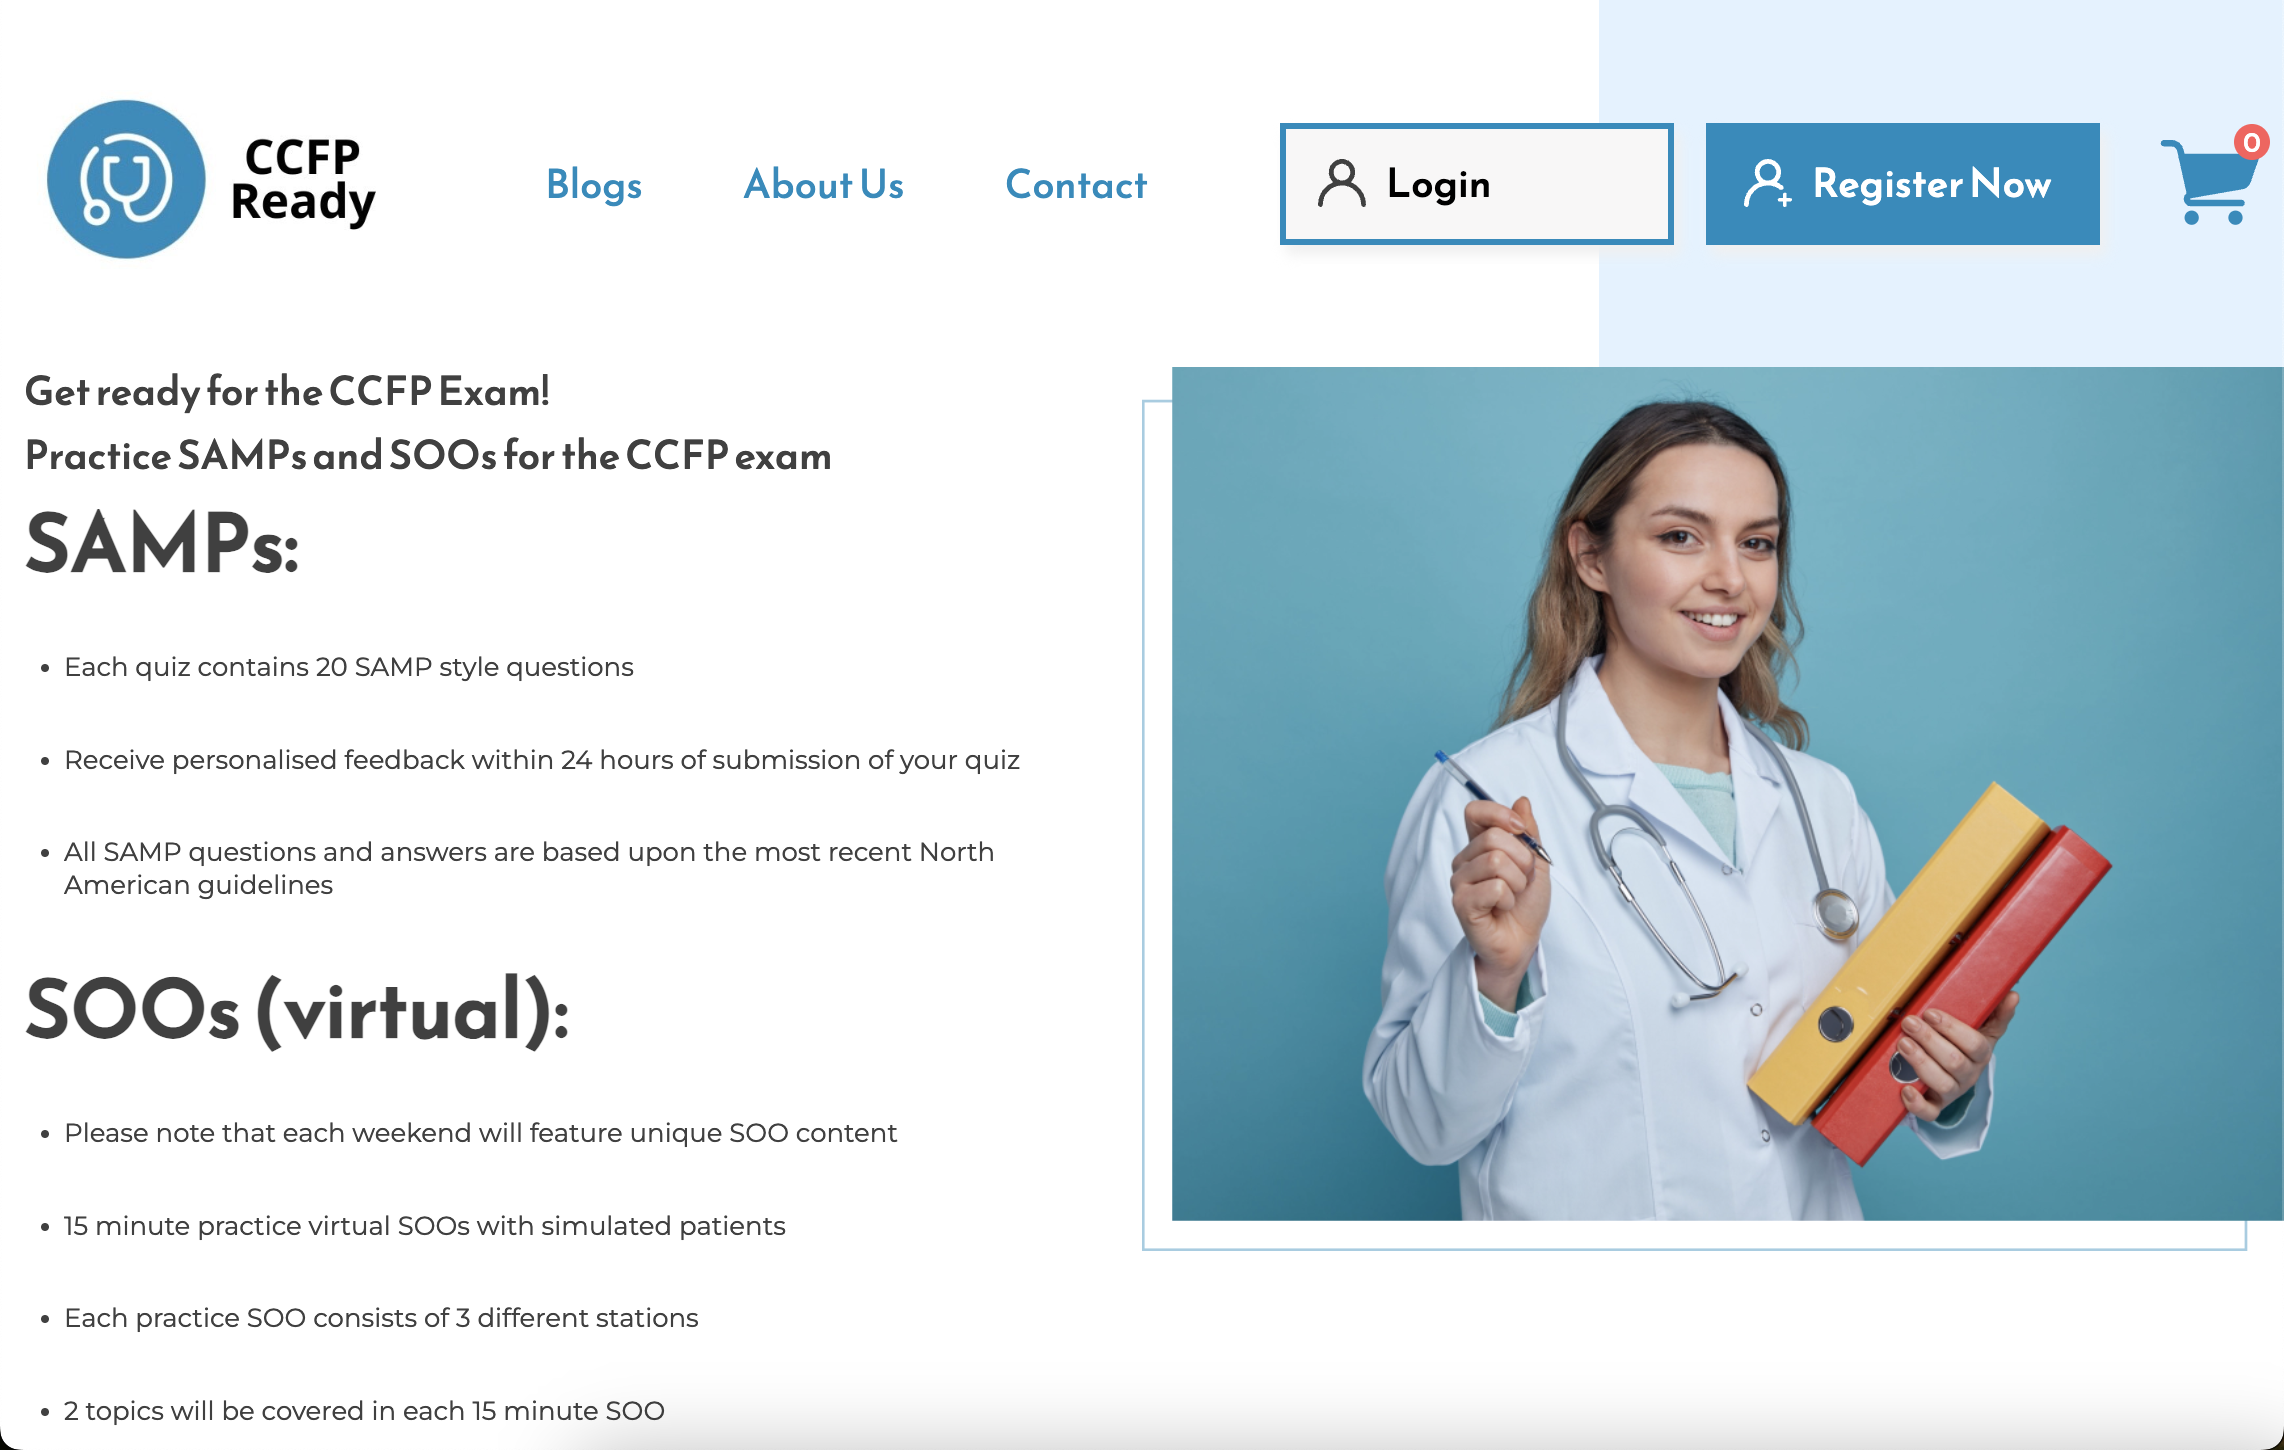 CCFP
Ready
Blogs
About Us
Contact
Login
Register Now
0
Get ready for the CCFP Exam!
Practice SAMPs and SOOs for the CCFP exam
SAMPs:
• Each quiz contains 20 SAMP style questions
• Receive personalised feedback within 24 hours of submission of your quiz
• All SAMP questions and answers are based upon the most recent North
American guidelines
SOOs (virtual):
• Please note that each weekend will feature unique SOO content
• 15 minute practice virtual SOOs with simulated patients
• Each practice SOO consists of 3 different stations
• 2 topics will be covered in each 15 minute SOO